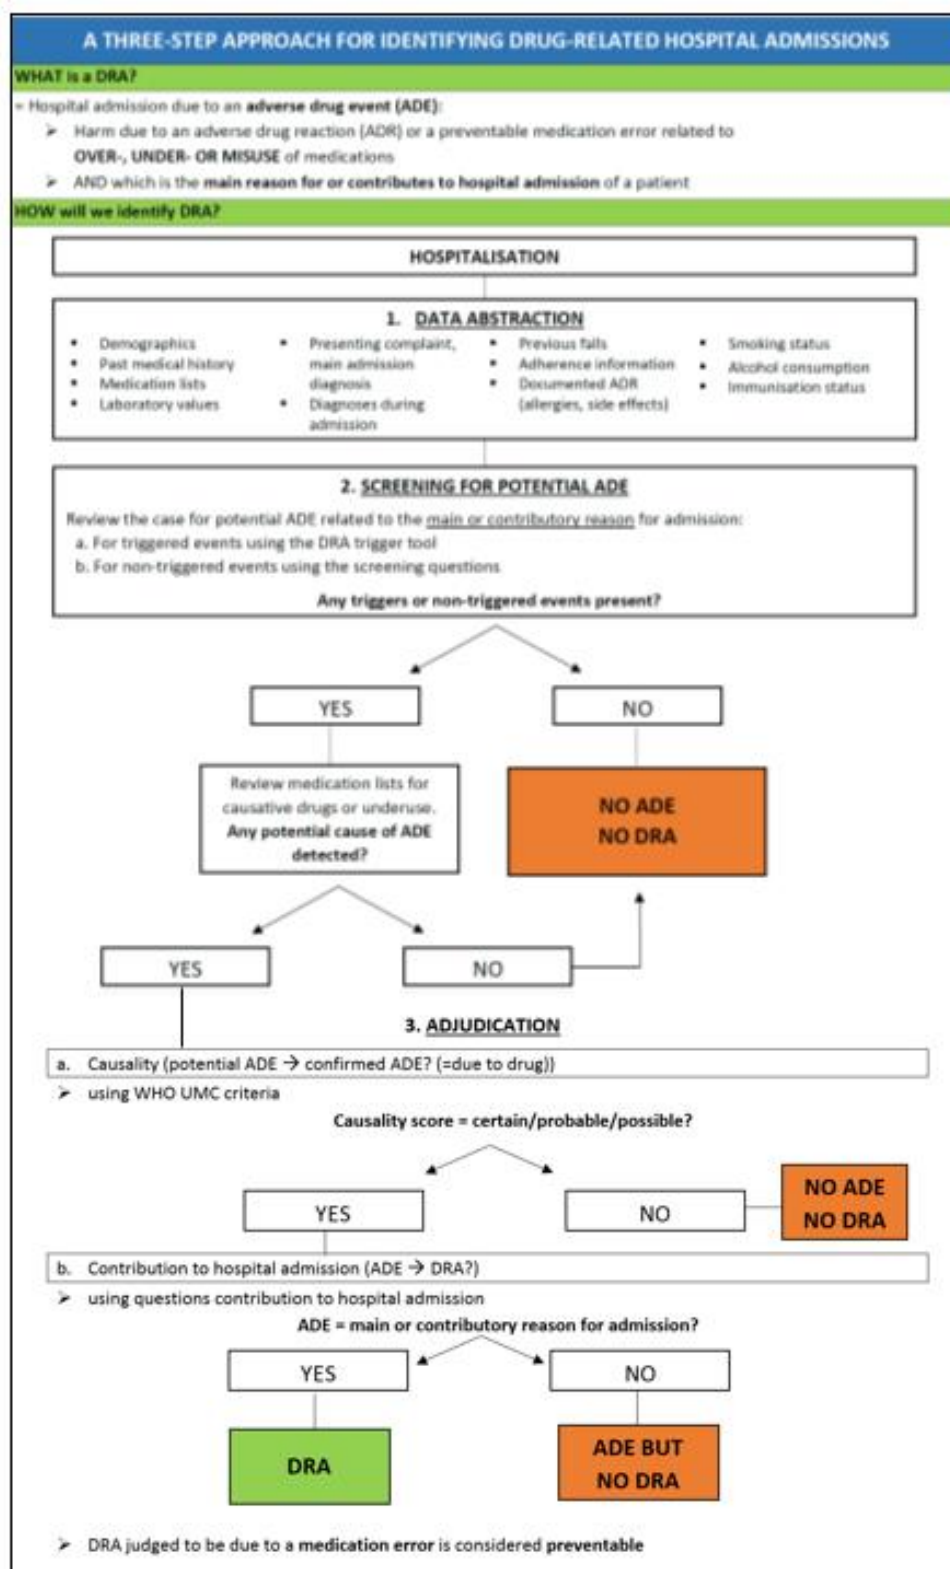 A THREE-STEP APPROACH FOR IDENTIFYING DRUG-RELATED HOSPITAL ADMISSIONS
WHAT is a DRA?
= Hospital admission due to an adverse drug event (ADE):
➢ Harm due to an adverse drug reaction (ADR) or a preventable medication error related to
OVER-, UNDER- OR MISUSE of medications
➢ AND which is the main reason for or contributes to hospital admission of a patient
HOW will we identify DRA?
HOSPITALISATION
1. DATA ABSTRACTION
▪ Demographics
▪ Past medical history
▪ Medication lists
▪ Laboratory values
▪ Presenting complaint,
main admission
diagnosis
▪ Diagnoses during
admission
▪ Previous falls
▪ Adherence information
▪ Documented ADR
(allergies, side effects)
▪ Smoking status
▪ Alcohol consumption
▪ Immunisation status
2. SCREENING FOR POTENTIAL ADE
Review the case for potential ADE related to the main or contributory reason for admission:
a. For triggered events using the DRA trigger tool
b. For non-triggered events using the screening questions
Any triggers or non-triggered events present?
YES
NO
Review medication lists for
causative drugs or underuse.
Any potential cause of ADE
detected?
NO ADE
NO DRA
YES
NO
3. ADJUDICATION
a. Causality (potential ADE → confirmed ADE? (=due to drug))
➢ using WHO UMC criteria
Causality score = certain/probable/possible?
YES
NO
NO ADE
NO DRA
b. Contribution to hospital admission (ADE → DRA?)
➢ using questions contribution to hospital admission
ADE = main or contributory reason for admission?
YES
NO
DRA
ADE BUT
NO DRA
➢ DRA judged to be due to a medication error is considered preventable